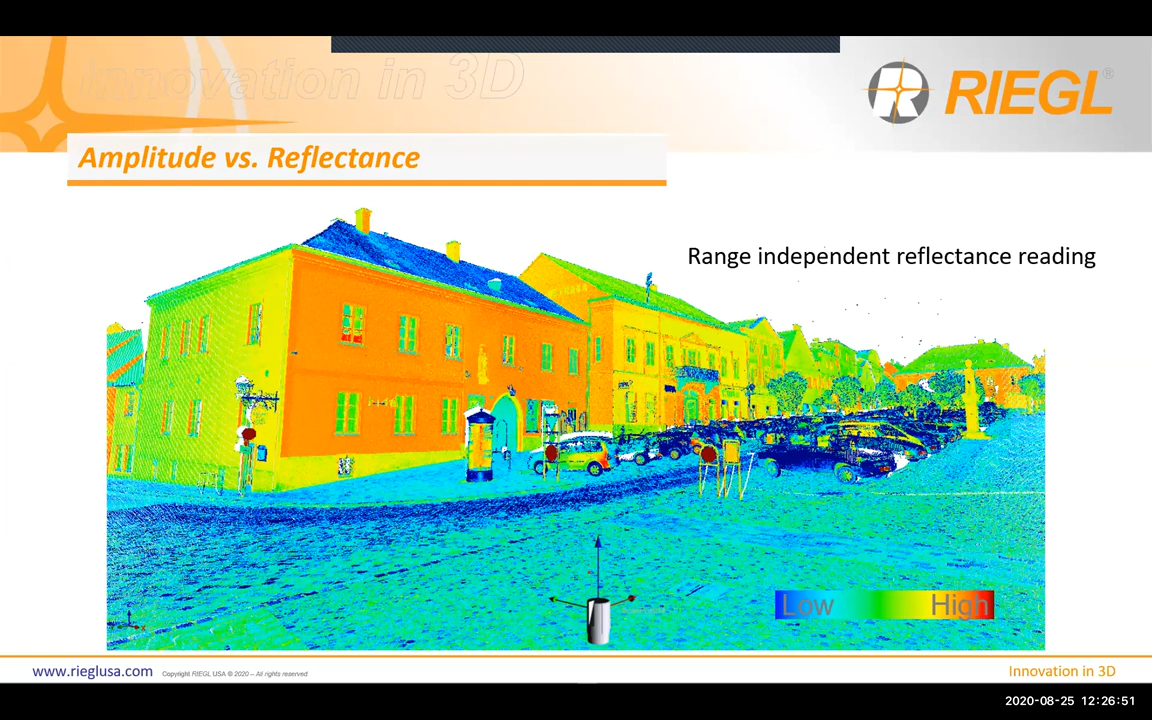 Innovation in 3D
RIEGL®
Amplitude vs. Reflectance
Range independent reflectance reading
Low High
www.rieglusa.com Copyright RIEGL USA © 2020 – All rights reserved. Innovation in 3D
2020-08-25 12:26:51